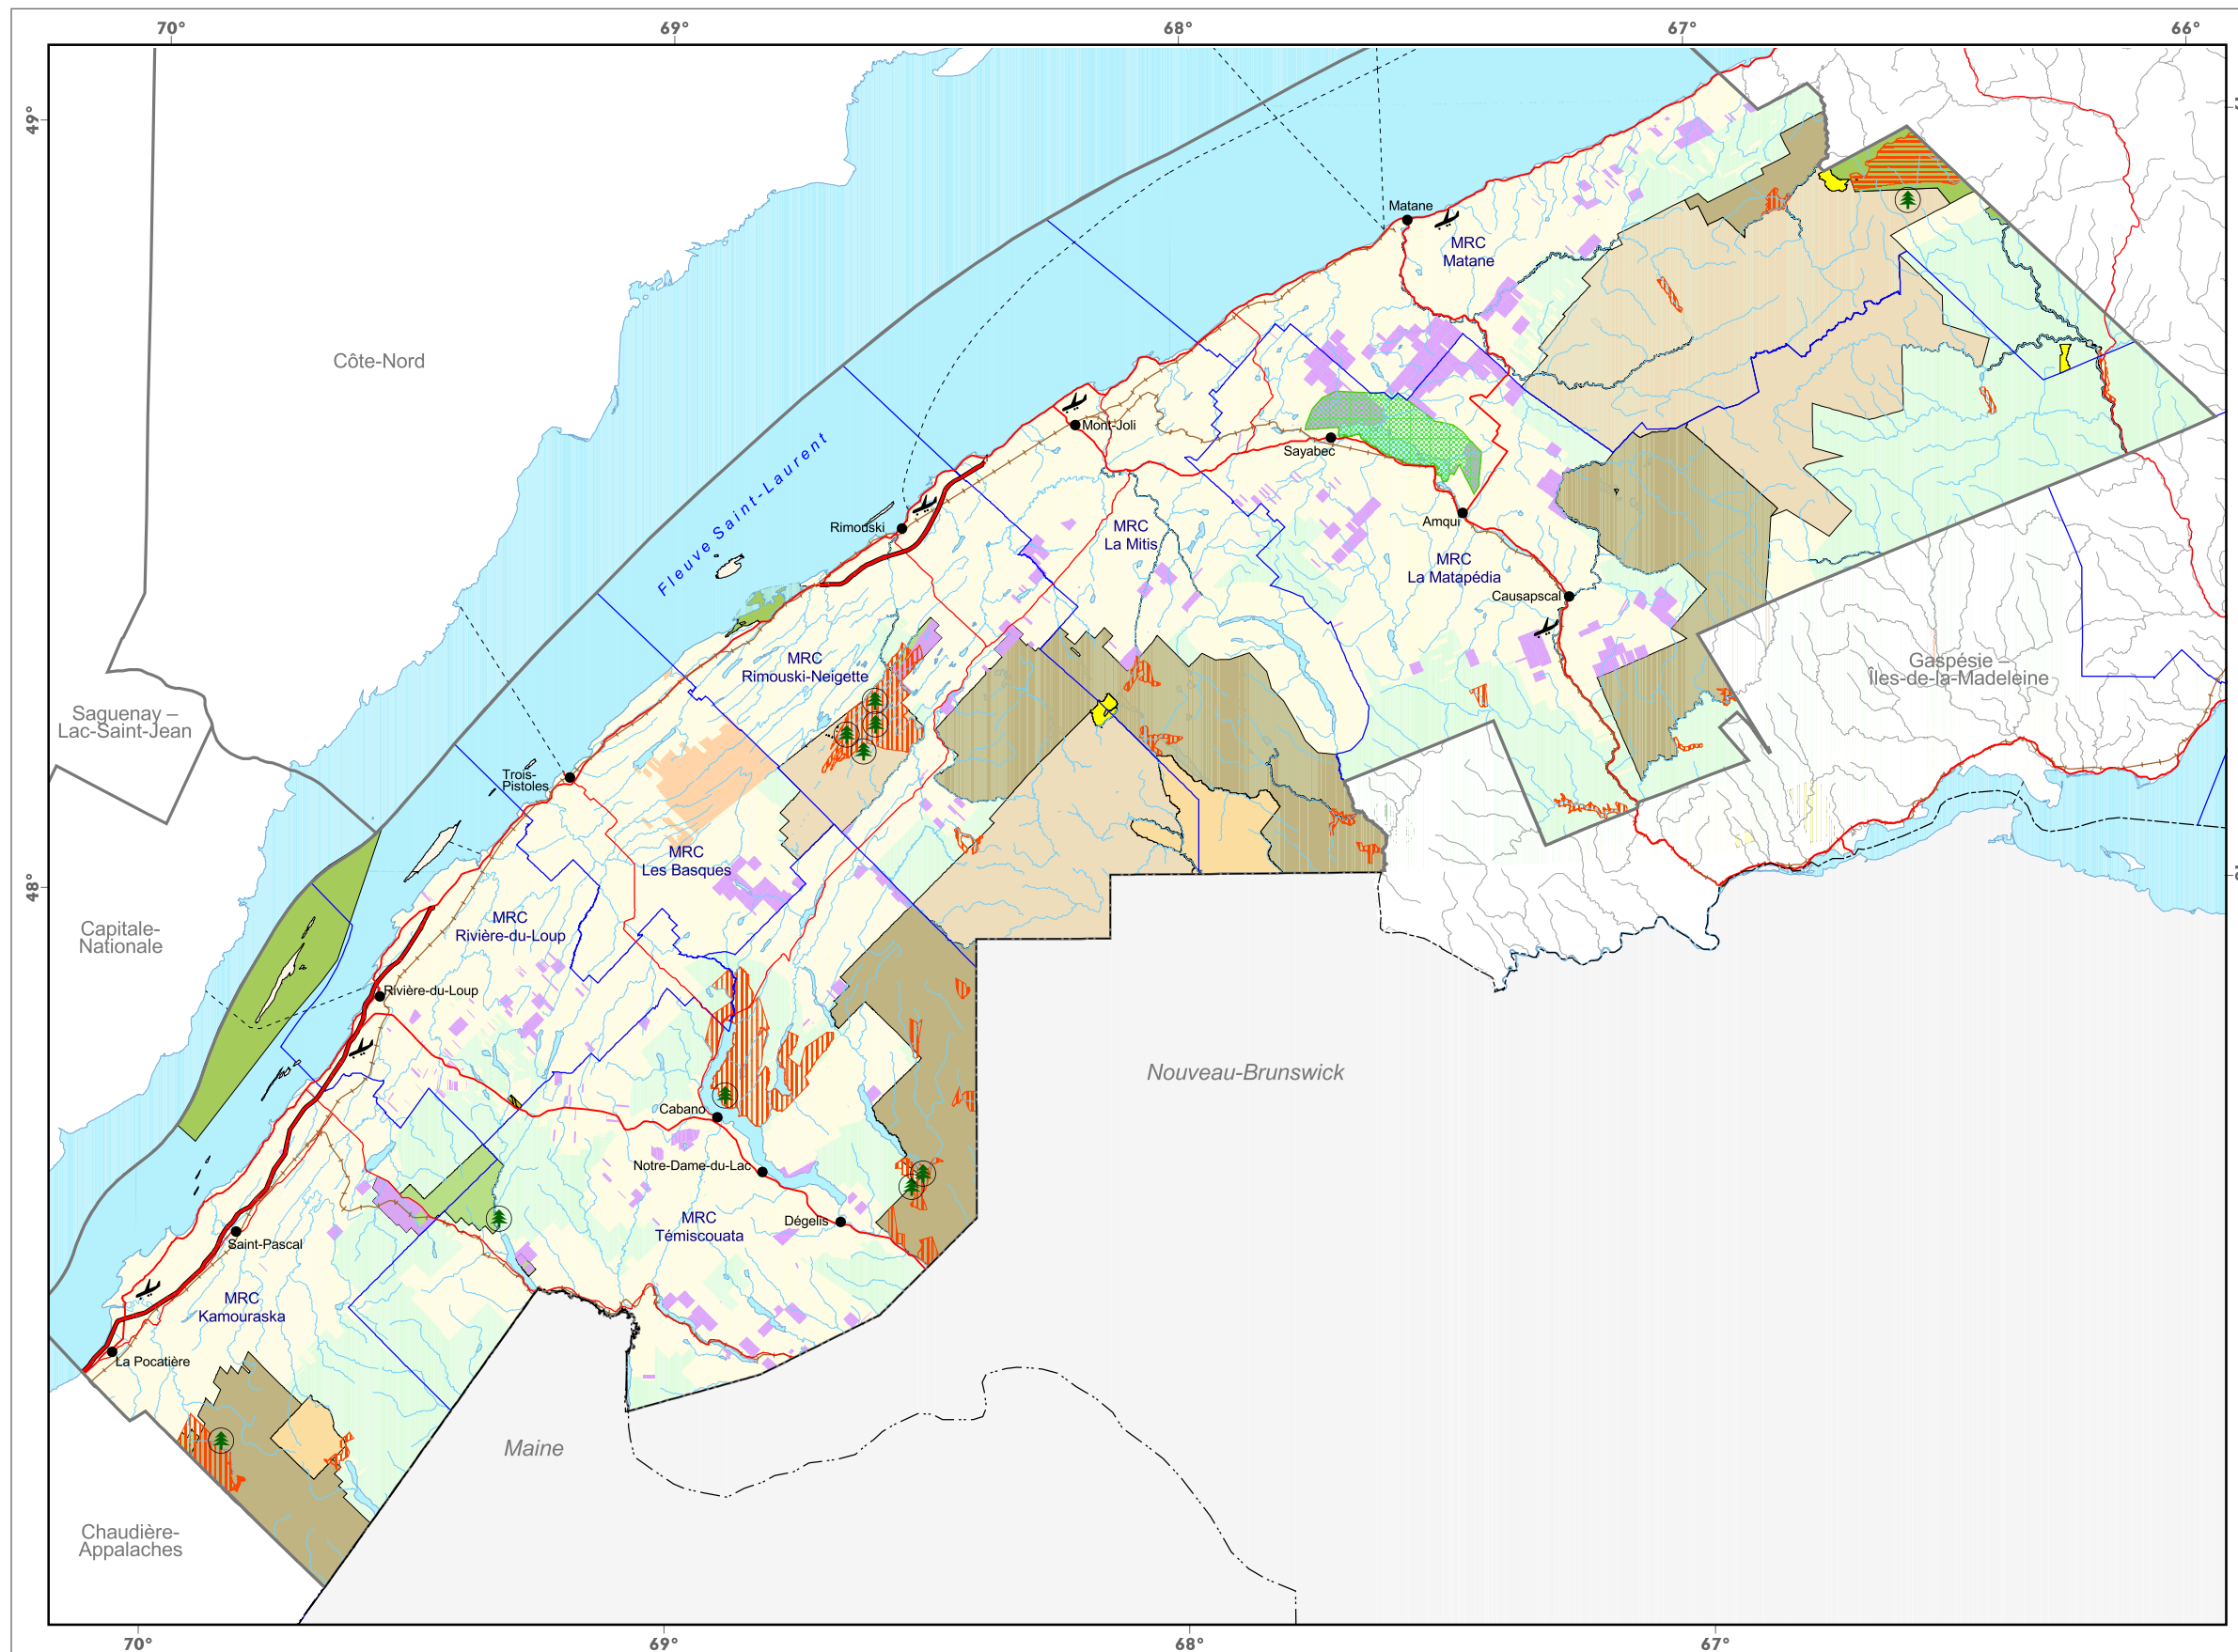 70°
69°
68°
67°
66°
49°
Côte-Nord
Matane
MRC
Matane
Fleuve Saint-Laurent
Mont-Joli
Sayabec
Rimouski
MRC
La Mitis
Amqui
MRC
La Matapédia
Causapscal
MRC
Rimouski-Neigette
Gaspésie –
Îles-de-la-Madeleine
Saguenay –
Lac-Saint-Jean
Trois-
Pistoles
MRC
Les Basques
48°
MRC
Rivière-du-Loup
Capitale-
Nationale
Rivière-du-Loup
Nouveau-Brunswick
Cabano
Notre-Dame-du-Lac
Dégelis
MRC
Témiscouata
Saint-Pascal
MRC
Kamouraska
La Pocatière
Maine
Chaudière-
Appalaches
70°
69°
68°
67°